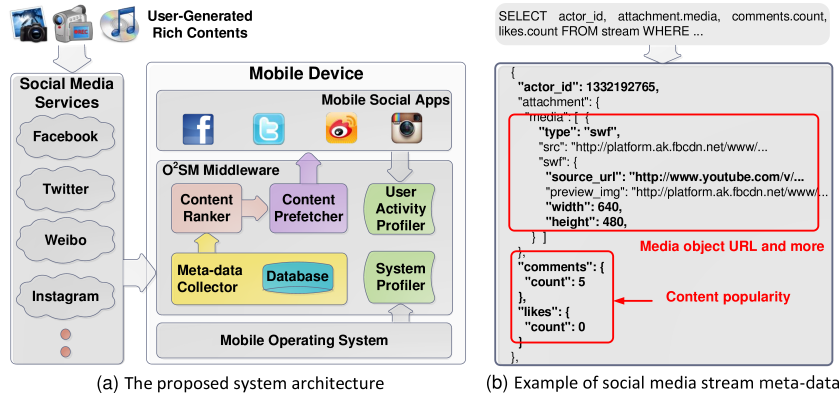 User-Generated
Rich Contents
Social Media
Services
Facebook
Twitter
Weibo
Instagram
Mobile Device
Mobile Social Apps
f
t
O²SM Middleware
Content
Ranker
Content
Prefetcher
User
Activity
Profiler
Meta-data
Collector
Database
System
Profiler
Mobile Operating System
(a) The proposed system architecture
SELECT actor_id, attachment.media, comments.count,
likes.count FROM stream WHERE ...
{
"actor_id": 1332192765,
"attachment": {
"media": [ {
"type": "swf",
"src": "http://platform.ak.fbcdn.net/www/...
"swf": {
"source_url": "http://www.youtube.com/v/...
"preview_img": "http://platform.ak.fbcdn.net/www/...
"width": 640,
"height": 480,
} ]
Media object URL and more
},
"comments": {
"count": 5
},
Content popularity
"likes": {
"count": 0
}
},
(b) Example of social media stream meta-data